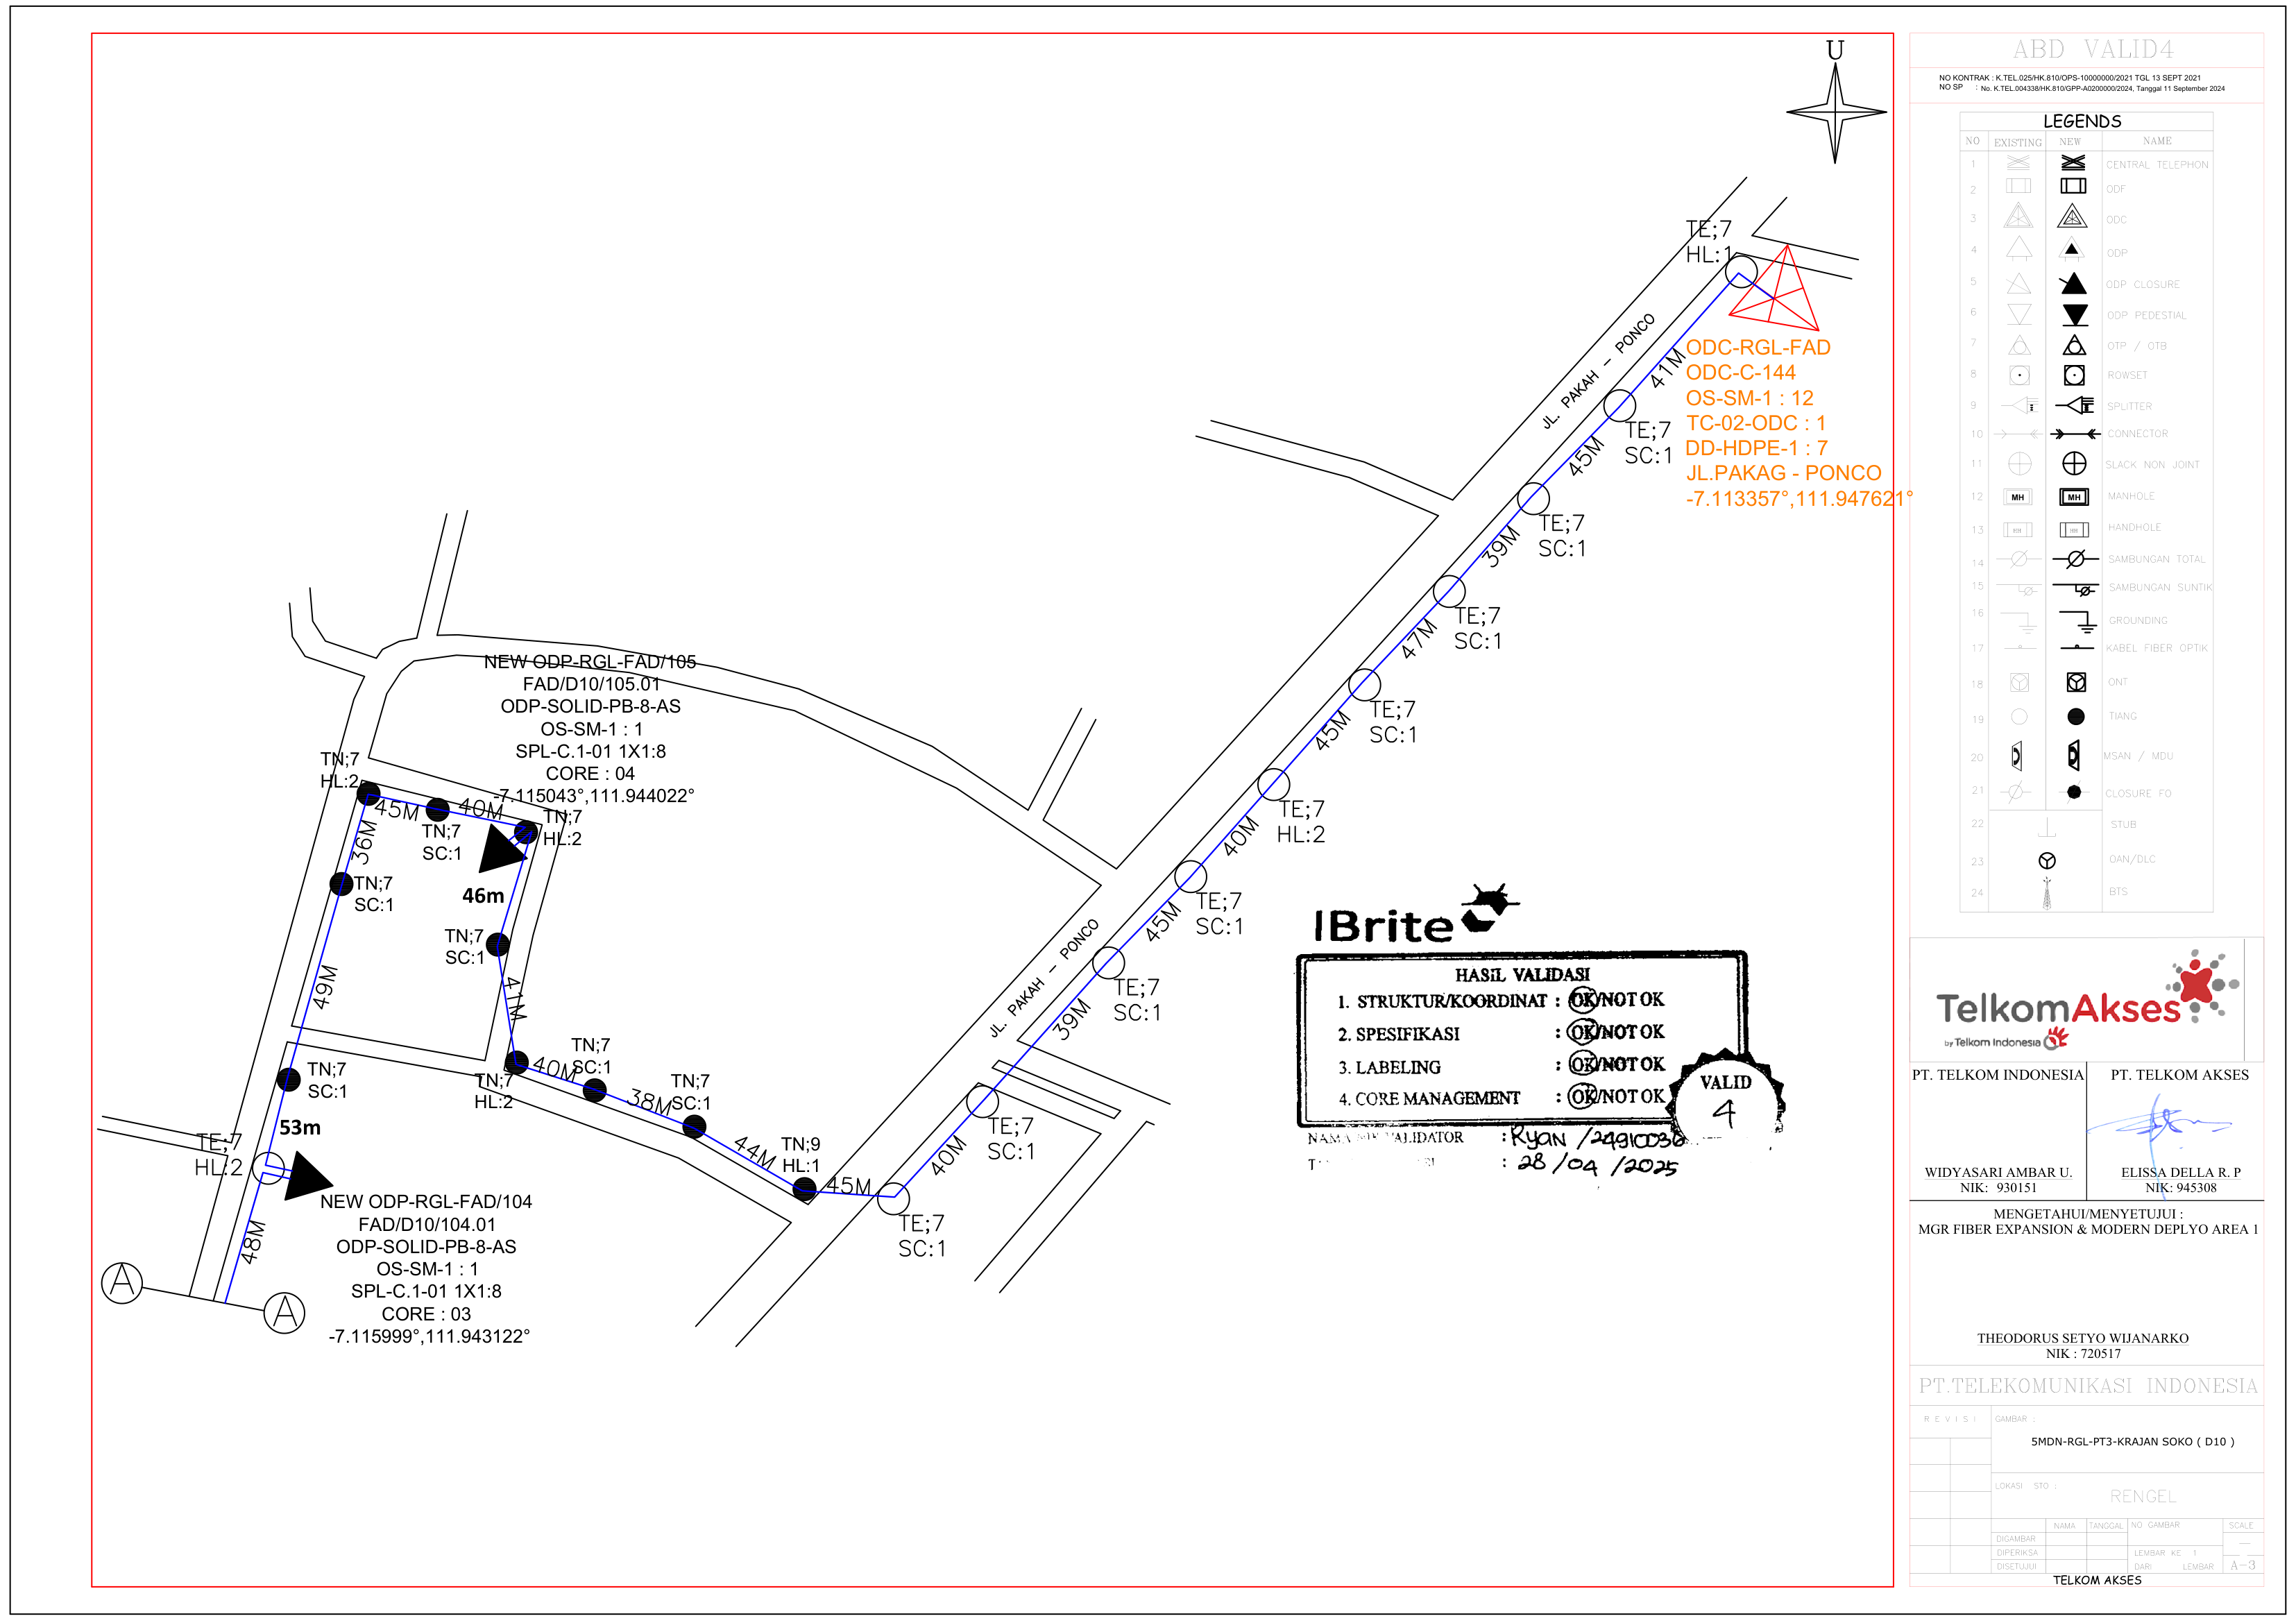 U
TE;7
HL:1
ODC-RGL-FAD
ODC-C-144
OS-SM-1 : 12
TC-02-ODC : 1
DD-HDPE-1 : 7
JL.PAKAG - PONCO
-7.113357°,111.947621°
JL. PAKAH - PONCO
41M
TE;7
SC:1
45M
TE;7
SC:1
39M
TE;7
SC:1
47M
TE;7
SC:1
45M
TE;7
HL:2
40M
TE;7
SC:1
45M
TE;7
SC:1
39M
JL. PAKAH - PONCO
TE;7
SC:1
40M
TE;7
SC:1
45M
TN;9
HL:1
44M
TN;7
SC:1
38M
TN;7
SC:1
40M
TN;7
HL:2
41M
TN;7
SC:1
46m
TN;7
HL:2
NEW ODP-RGL-FAD/105
FAD/D10/105.01
ODP-SOLID-PB-8-AS
OS-SM-1 : 1
SPL-C.1-01 1X1:8
CORE : 04
-7.115043°,111.944022°
40M
TN;7
SC:1
45M
TN;7
HL:2
36M
TN;7
SC:1
49M
TN;7
SC:1
53m
TE;7
HL:2
NEW ODP-RGL-FAD/104
FAD/D10/104.01
ODP-SOLID-PB-8-AS
OS-SM-1 : 1
SPL-C.1-01 1X1:8
CORE : 03
-7.115999°,111.943122°
48M
A
A
IBrite
HASIL VALIDASI
1. STRUKTUR/KOORDINAT : OK/NOT OK
2. SPESIFIKASI : OK/NOT OK
3. LABELING : OK/NOT OK
4. CORE MANAGEMENT : OK/NOT OK
VALID
4
VALIDATOR : Ryan /
: 28/04/2025
ABD VALID4
NO KONTRAK : K.TEL.025/HK.810/OPS-10000000/2021 TGL 13 SEPT 2021
NO SP : No. K.TEL.004338/HK.810/GPP-A0200000/2024, Tanggal 11 September 2024
LEGENDS
NO EXISTING NEW NAME
1 CENTRAL TELEPHON
2 ODF
3 ODC
4 ODP
5 ODP CLOSURE
6 ODP PEDESTIAL
7 OTP / OTB
8 ROWSET
9 SPLITTER
10 CONNECTOR
11 SLACK NON JOINT
12 MH MH MANHOLE
13 HH HH HANDHOLE
14 SAMBUNGAN TOTAL
15 SAMBUNGAN SUNTIK
16 GROUNDING
17 KABEL FIBER OPTIK
18 ONT
19 TIANG
20 MSAN / MDU
21 CLOSURE FO
22 STUB
23 OAN/DLC
24 BTS
TelkomAkses
by Telkom Indonesia
PT. TELKOM INDONESIA PT. TELKOM AKSES
WIDYASARI AMBAR U. ELISSA DELLA R. P
NIK: 930151 NIK: 945308
MENGETAHUI/MENYETUJUI :
MGR FIBER EXPANSION & MODERN DEPLYO AREA 1
THEODORUS SETYO WIJANARKO
NIK : 720517
PT.TELEKOMUNIKASI INDONESIA
REVISI GAMBAR :
5MDN-RGL-PT3-KRAJAN SOKO ( D10 )
LOKASI STO :
RENGEL
NAMA TANGGAL NO GAMBAR SCALE
DIGAMBAR
DIPERIKSA LEMBAR KE 1
DISETUJUI DARI LEMBAR A-3
TELKOM AKSES